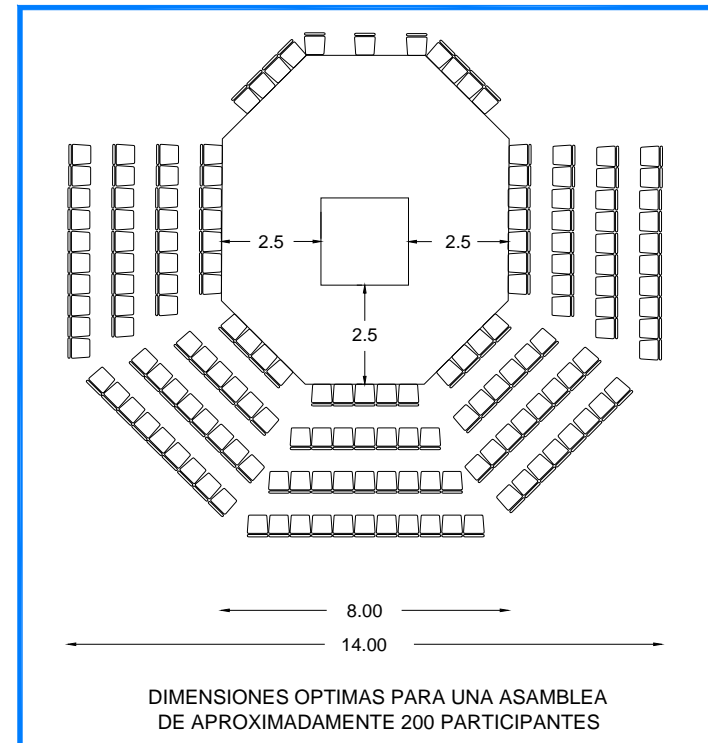 2.5
2.5
2.5
8.00
14.00
DIMENSIONES OPTIMAS PARA UNA ASAMBLEA
DE APROXIMADAMENTE 200 PARTICIPANTES